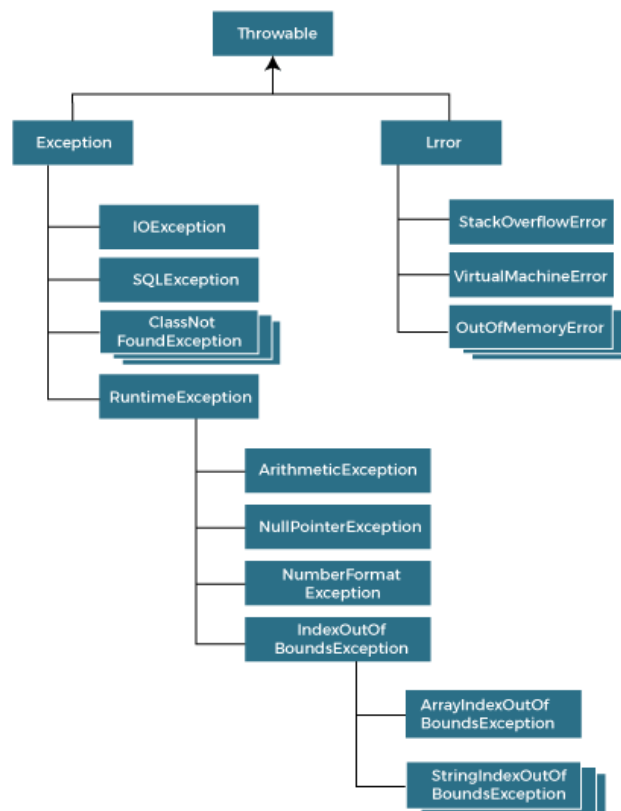 Throwable
Exception
Lrror
IOException
SQLException
ClassNot
FoundException
RuntimeException
StackOverflowError
VirtualMachineError
OutOfMemoryError
ArithmeticException
NullPointerException
NumberFormat
Exception
IndexOutOf
BoundsException
ArrayIndexOutOf
BoundsException
StringIndexOutOf
BoundsException